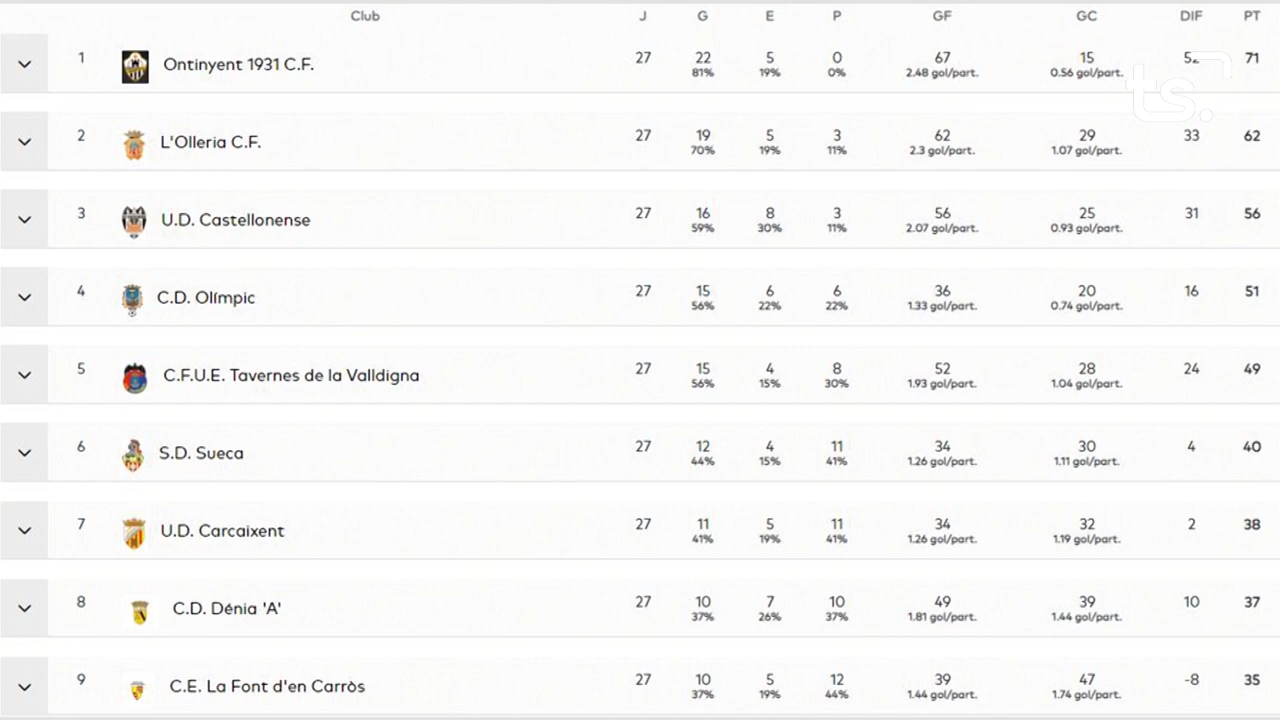 Club J G E P GF GC DIF PT
1 Ontinyent 1931 C.F. 27 22 5 0 67 15 52 71
81% 19% 0% 2.48 gol/part. 0.56 gol/part.
ts.
2 L'Olleria C.F. 27 19 5 3 62 29 33 62
70% 19% 11% 2.3 gol/part. 1.07 gol/part.
3 U.D. Castellonense 27 16 8 3 56 25 31 56
59% 30% 11% 2.07 gol/part. 0.93 gol/part.
4 C.D. Olímpic 27 15 6 6 36 20 16 51
56% 22% 22% 1.33 gol/part. 0.74 gol/part.
5 C.F.U.E. Tavernes de la Valldigna 27 15 4 8 52 28 24 49
56% 15% 30% 1.93 gol/part. 1.04 gol/part.
6 S.D. Sueca 27 12 4 11 34 30 4 40
44% 15% 41% 1.26 gol/part. 1.11 gol/part.
7 U.D. Carcaixent 27 11 5 11 34 32 2 38
41% 19% 41% 1.26 gol/part. 1.19 gol/part.
8 C.D. Dénia 'A' 27 10 7 10 49 39 10 37
37% 26% 37% 1.81 gol/part. 1.44 gol/part.
9 C.E. La Font d'en Carròs 27 10 5 12 39 47 -8 35
37% 19% 44% 1.44 gol/part. 1.74 gol/part.